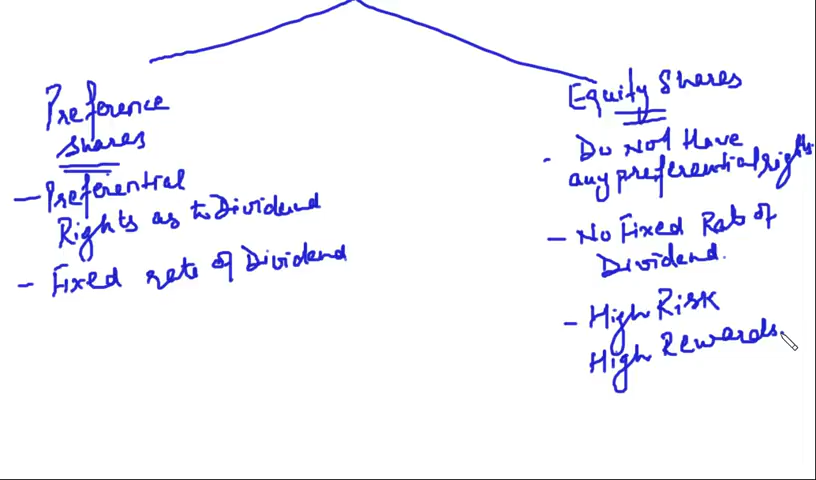 Preference
Shares
- Preferential
Rights as to Dividend
- Fixed rate of Dividend
Equity Shares
- Do Not Have
any preferential rights
- No Fixed Rate of
Dividend.
- High Risk
High Rewards